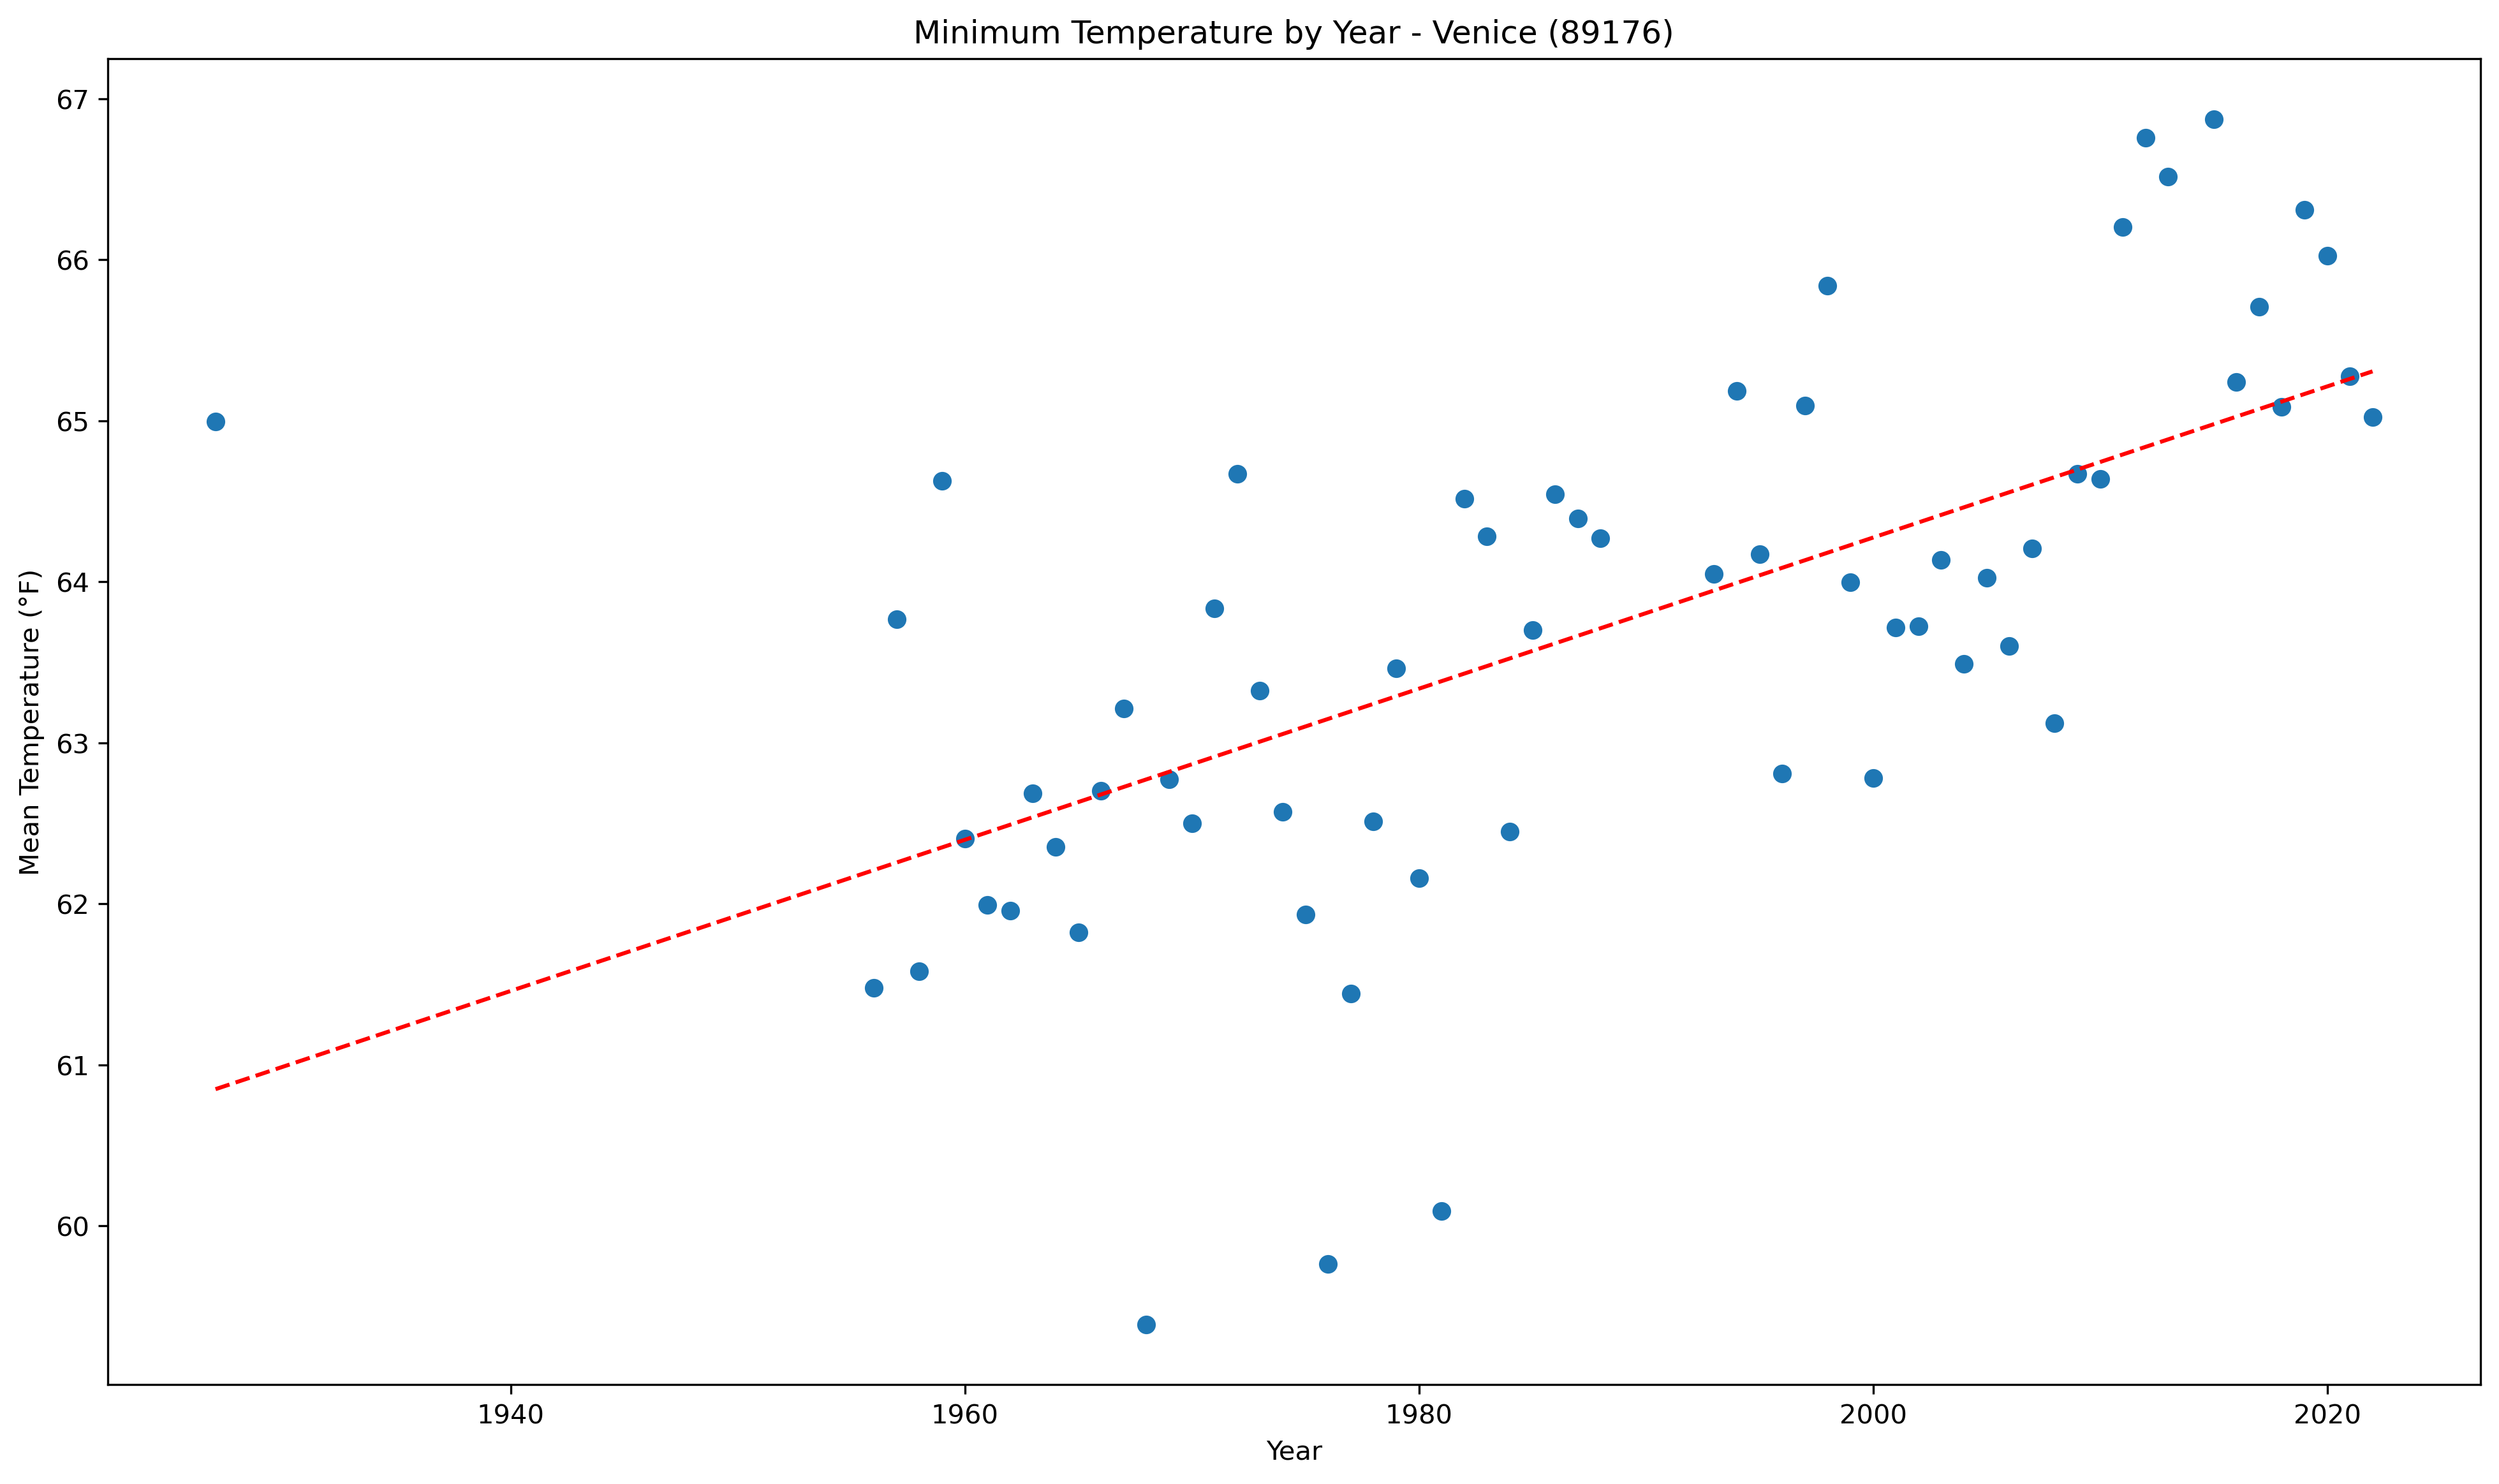 Minimum Temperature by Year - Venice (89176)
67
66
65
64
63
62
61
60
Mean Temperature (°F)
1940 1960 1980 2000 2020
Year